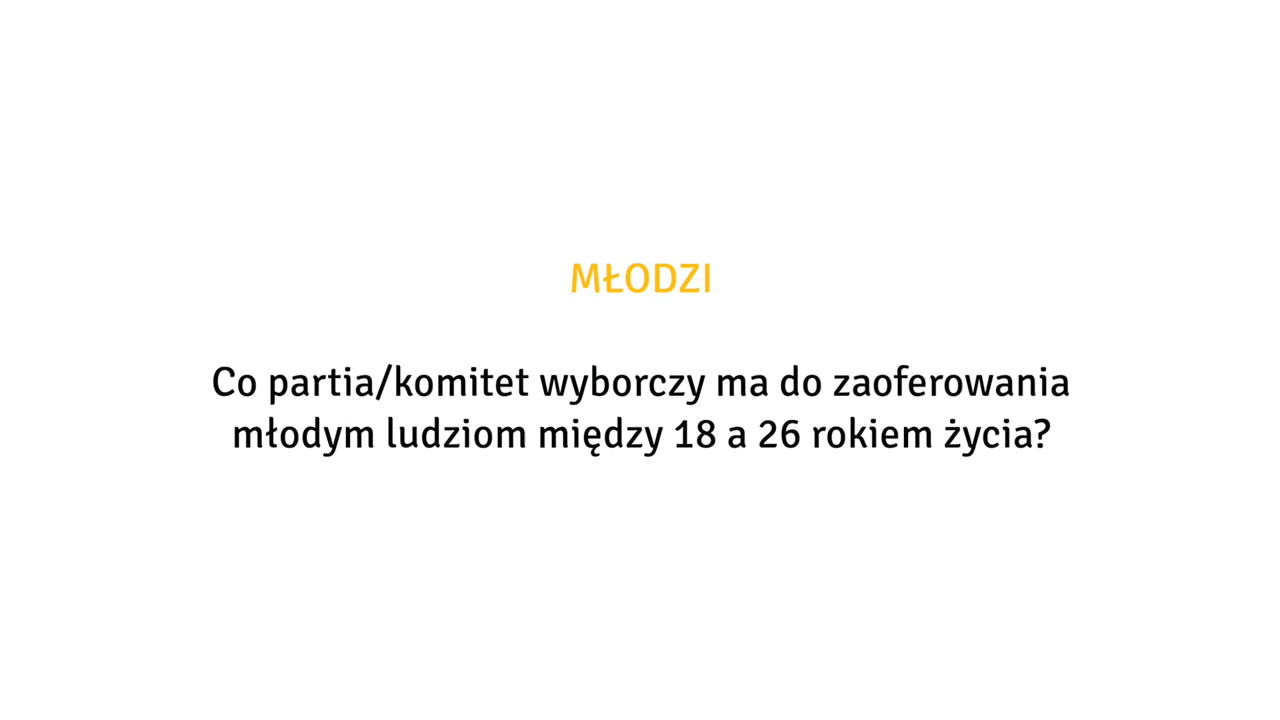 MŁODZI
Co partia/komitet wyborczy ma do zaoferowania
młodym ludziom między 18 a 26 rokiem życia?